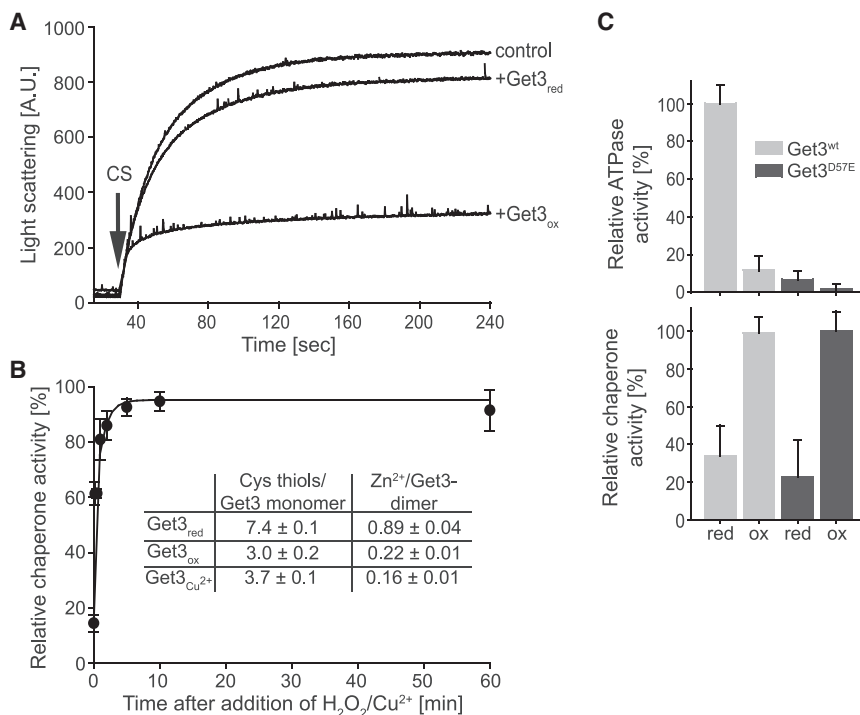 A
Light scattering [A.U.]
1000
800
600
400
200
0
CS
control
+Get3red
+Get3ox
40 80 120 160 200 240
Time [sec]
B
Relative chaperone activity [%]
100
80
60
40
20
0
Cys thiols/ Zn2+/Get3-
Get3 monomer dimer
Get3red 7.4 ± 0.1 0.89 ± 0.04
Get3ox 3.0 ± 0.2 0.22 ± 0.01
Get3Cu2+ 3.7 ± 0.1 0.16 ± 0.01
0 10 20 30 40 50 60
Time after addition of H2O2/Cu2+ [min]
C
Relative ATPase
activity [%]
100
80
60
40
20
0
Get3wt
Get3D57E
Relative chaperone
activity [%]
100
80
60
40
20
0
red ox red ox